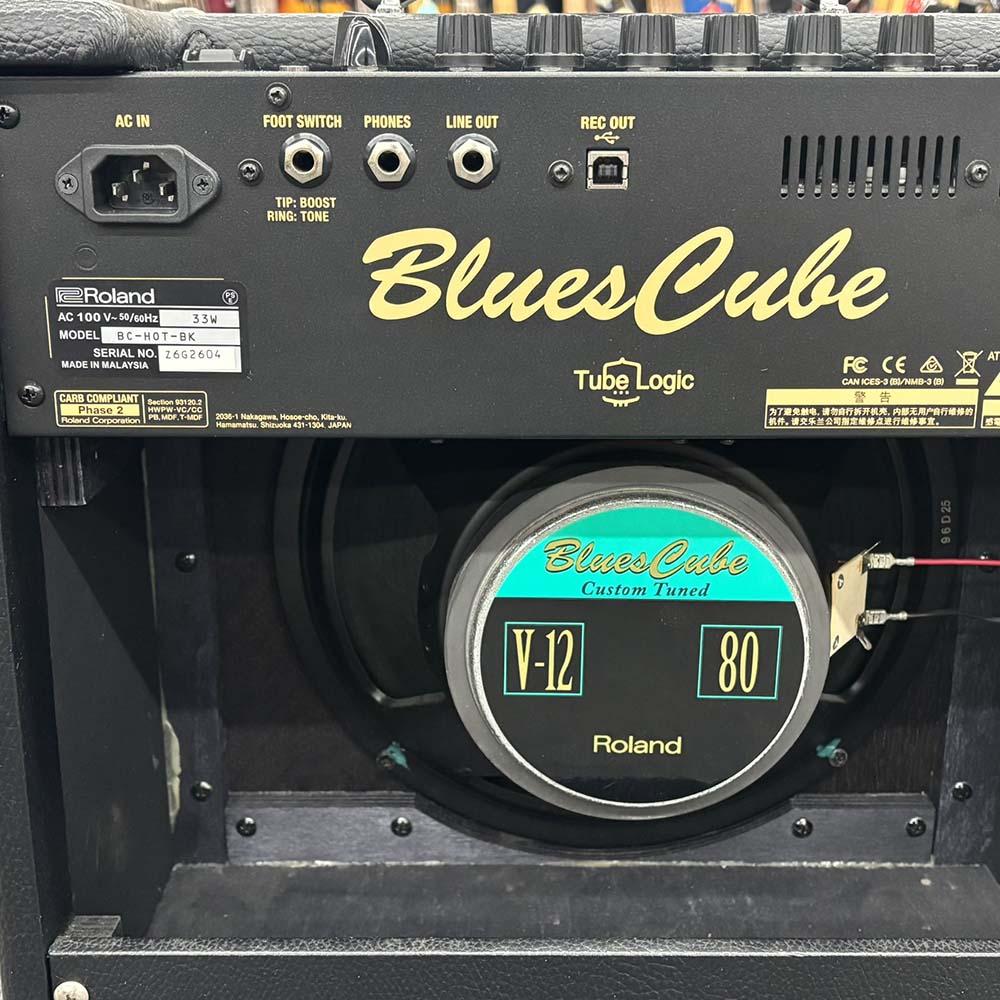 AC IN
FOOT SWITCH
PHONES
LINE OUT
REC OUT
TIP: BOOST
RING: TONE
BluesCube
Roland
PS
E
AC 100 V~ 50/60Hz 33W
MODEL BC-HOT-BK
SERIAL NO. Z6G2604
MADE IN MALAYSIA
Tube Logic
FC CE
CAN ICES-3 (B)/NMB-3 (B)
AT
CARB COMPLIANT
Phase 2
Roland Corporation
Section 93120.2
HWPW-VC/CC
PB, MDF, T-MDF
2036-1 Nakagawa, Hosoe-cho, Kita-ku,
Hamamatsu, Shizuoka 431-1304, JAPAN
警 告
为了避免触电，请勿自行拆开机壳，内部无用户自行维修的
机件。请交乐兰公司指定维修点进行维修事宜。
96D25
BluesCube
Custom Tuned
V-12
80
Roland